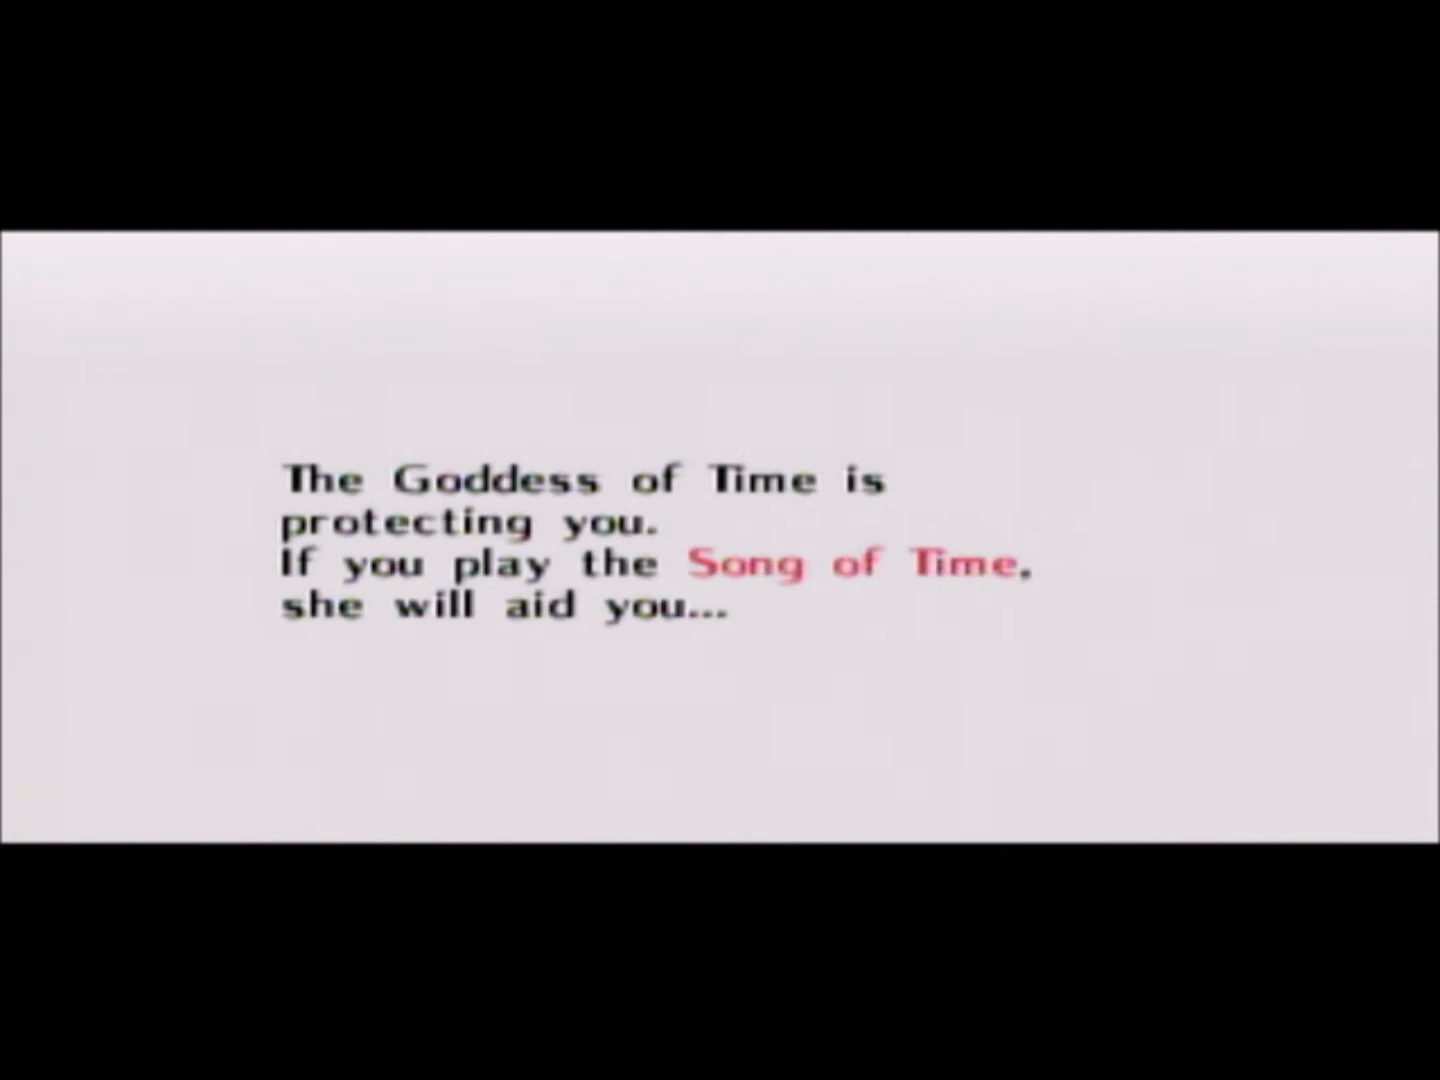 The Goddess of Time is
protecting you.
If you play the Song of Time,
she will aid you...